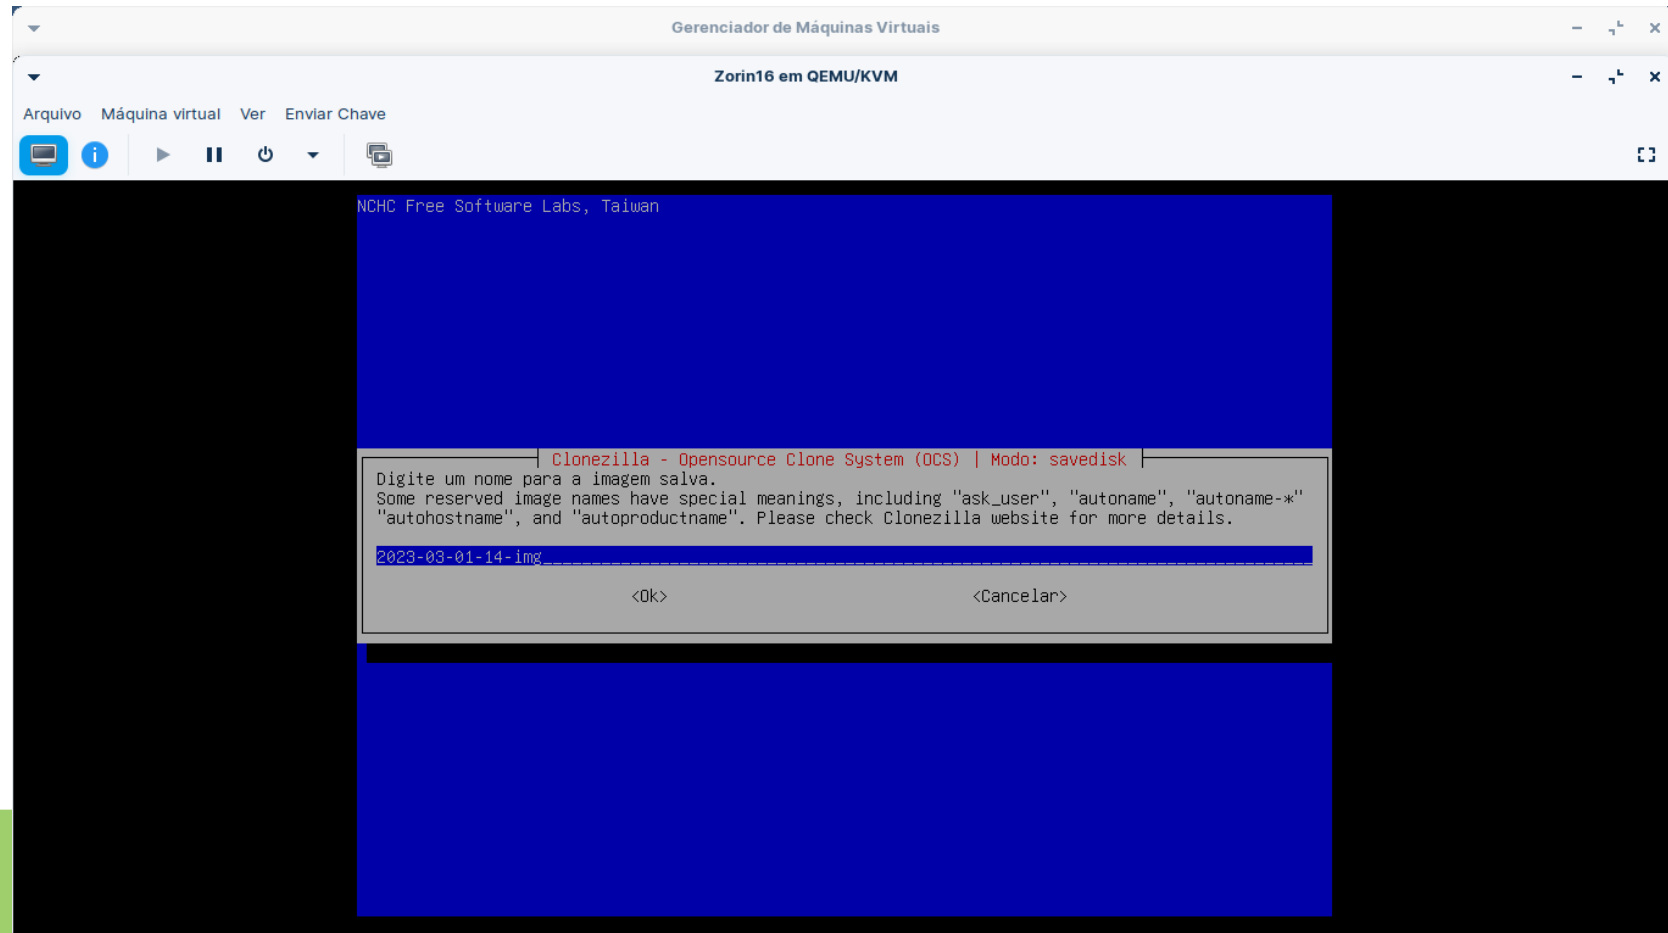 Gerenciador de Máquinas Virtuais
Zorin16 em QEMU/KVM
Arquivo Máquina virtual Ver Enviar Chave
NCHC Free Software Labs, Taiwan
Clonezilla - Opensource Clone System (OCS) | Modo: savedisk
Digite um nome para a imagem salva.
Some reserved image names have special meanings, including "ask_user", "autoname", "autoname-*"
"autohostname", and "autoproductname". Please check Clonezilla website for more details.
2023-03-01-14-img
<Ok> <Cancelar>